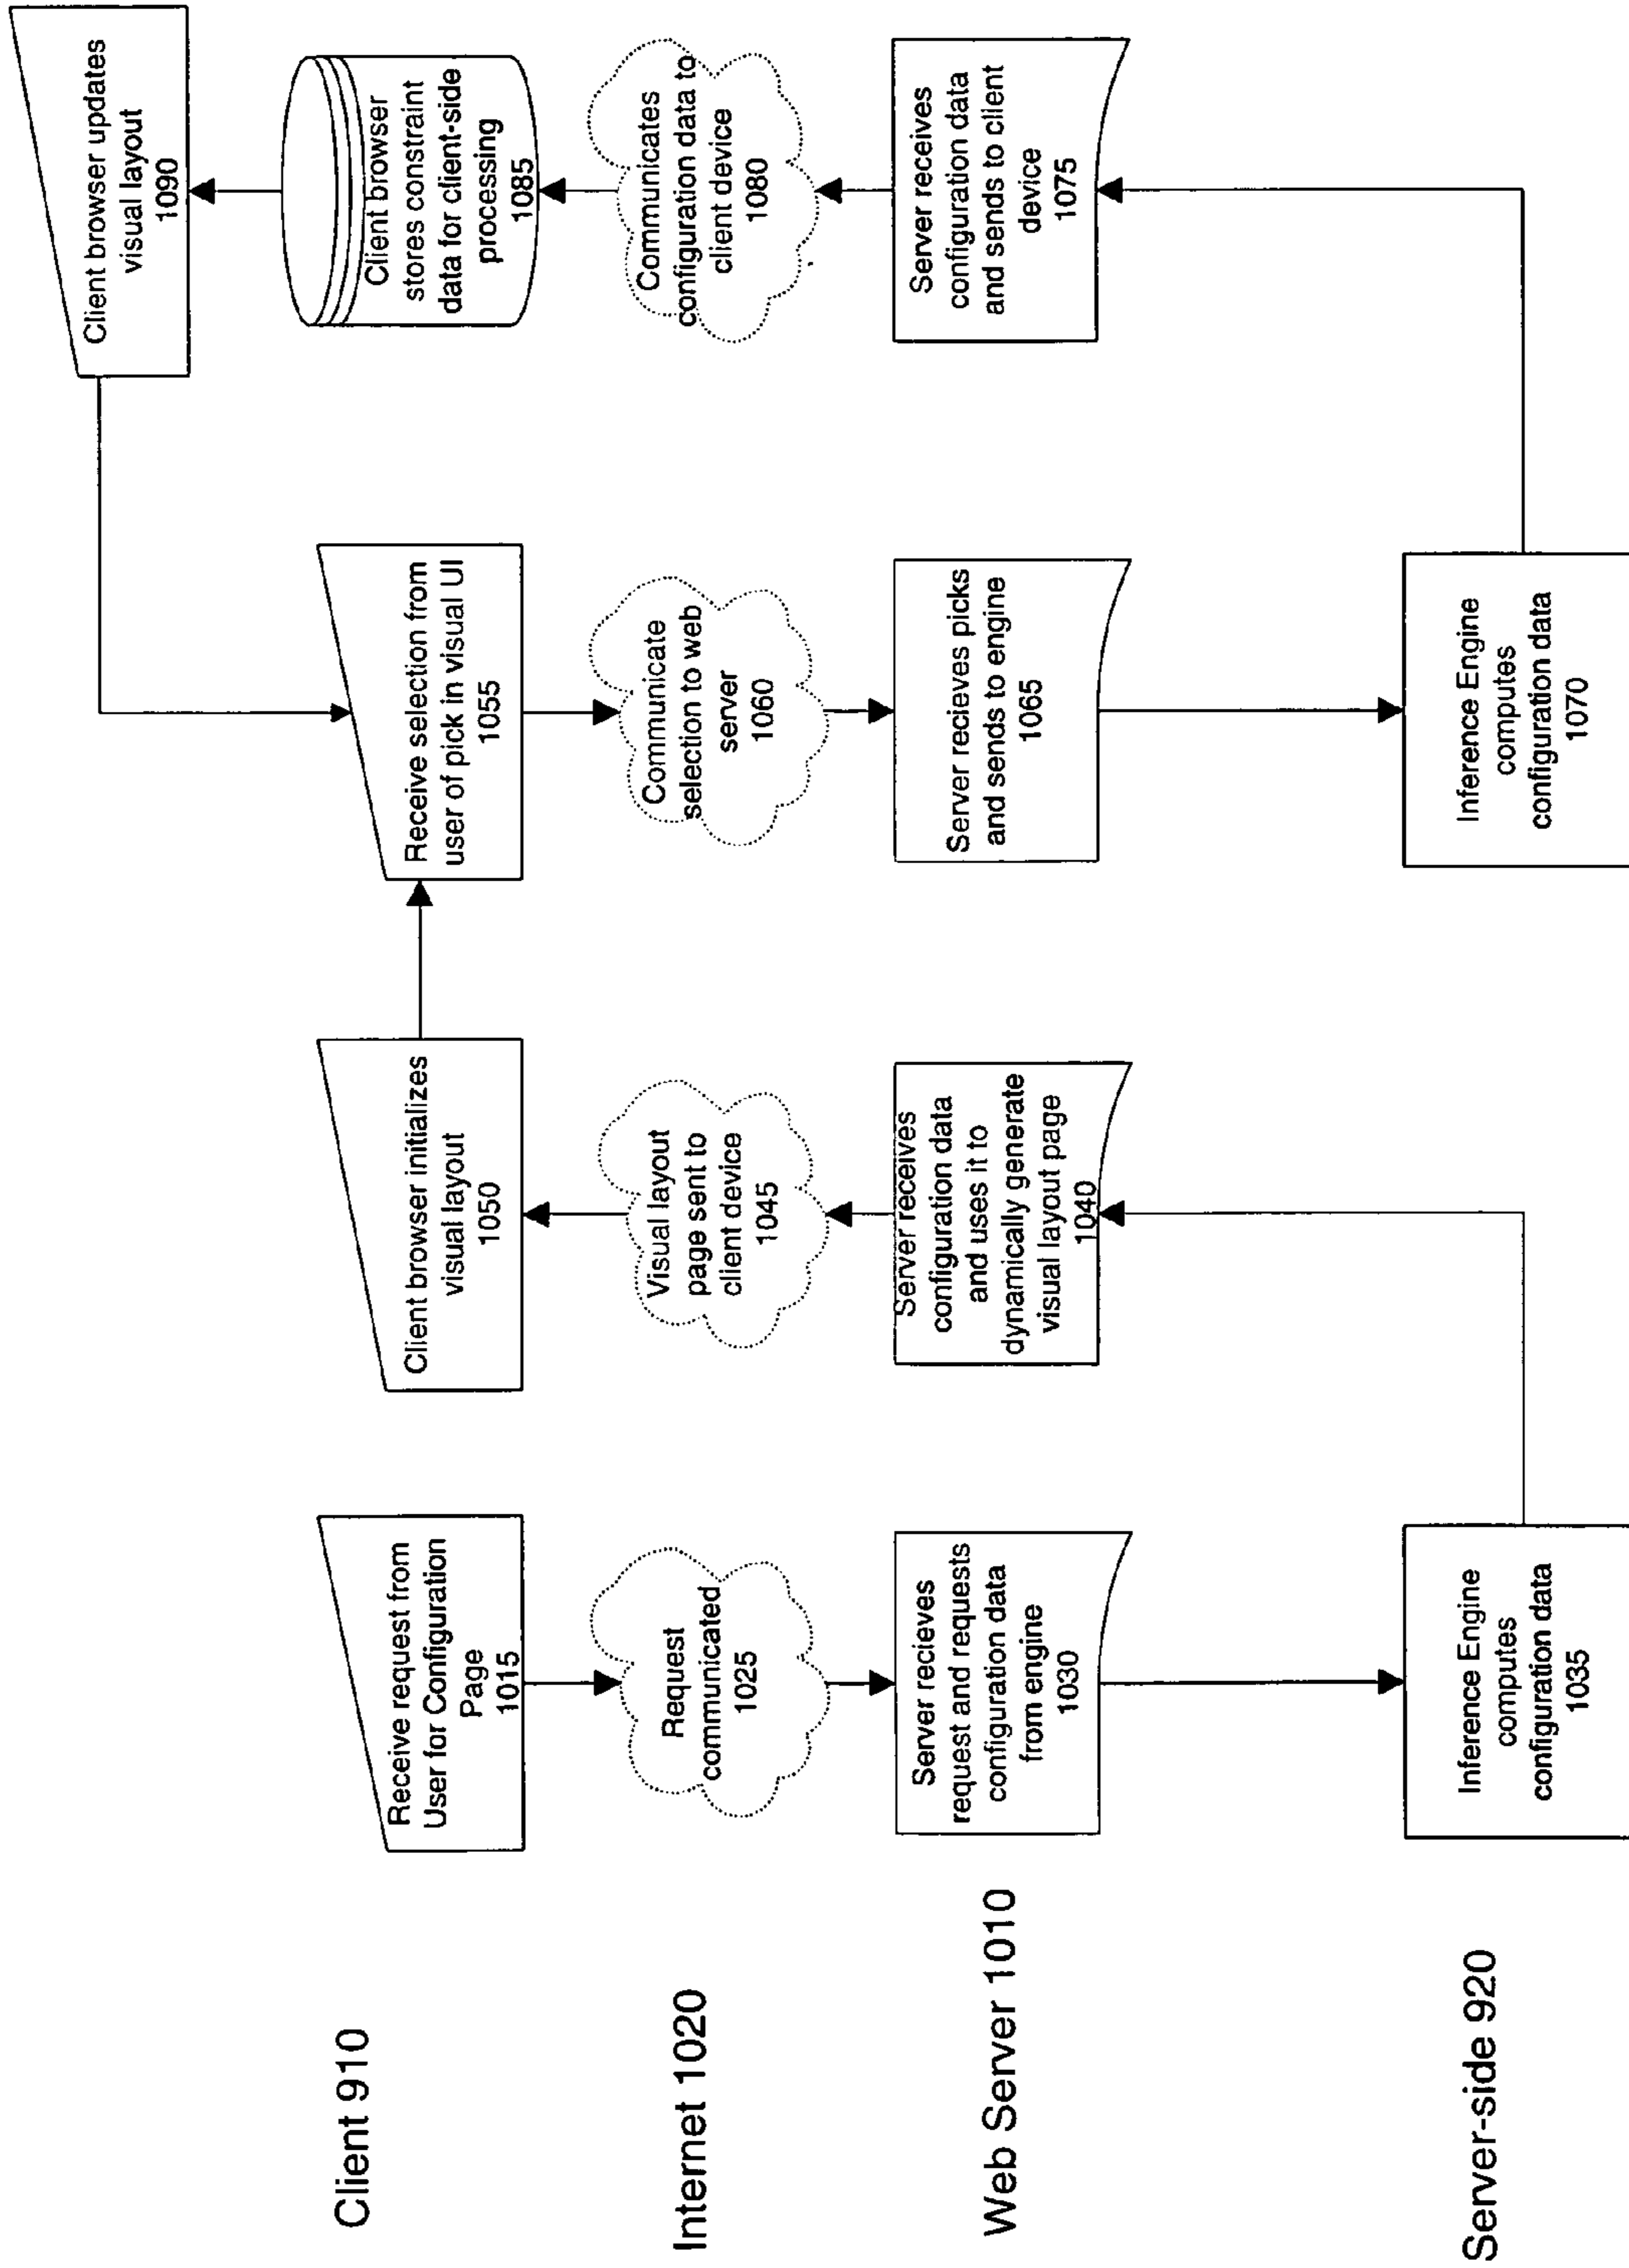 Client 910
Internet 1020
Web Server 1010
Server-side 920
Receive request from
User for Configuration
Page
1015
Request
communicated
1025
Server recieves
request and requests
configuration data
from engine
1030
Inference Engine
computes
configuration data
1035
Server receives
configuration data
and uses it to
dynamically generate
visual layout page
1040
Visual layout
page sent to
client device
1045
Client browser initializes
visual layout
1050
Receive selection from
user of pick in visual UI
1055
Communicate
selection to web
server
1060
Server recieves picks
and sends to engine
1065
Inference Engine
computes
configuration data
1070
Server receives
configuration data
and sends to client
device
1075
Communicates
configuration data to
client device
1080
Client browser
stores constraint
data for client-side
processing
1085
Client browser updates
visual layout
1090